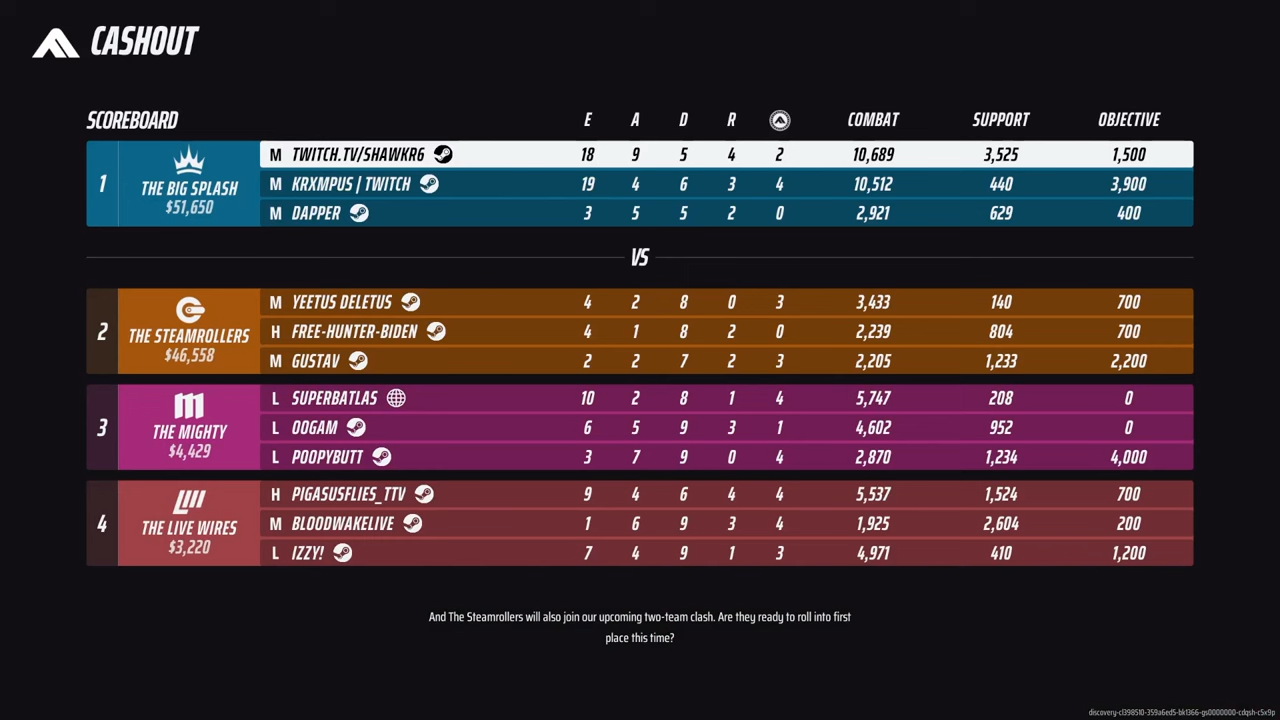 CASHOUT
SCOREBOARD E A D R COMBAT SUPPORT OBJECTIVE
1 THE BIG SPLASH $51,650
M TWITCH.TV/SHAWKR6 18 9 5 4 2 10,689 3,525 1,500
M KRXMPUS | TWITCH 19 4 6 3 4 10,512 440 3,900
M DAPPER 3 5 5 2 0 2,921 629 400
VS
2 THE STEAMROLLERS $46,558
M YEETUS DELETUS 4 2 8 0 3 3,433 140 700
H FREE-HUNTER-BIDEN 4 1 8 2 0 2,239 804 700
M GUSTAV 2 2 7 2 3 2,205 1,233 2,200
3 THE MIGHTY $4,429
L SUPERBATLAS 10 2 8 1 4 5,747 208 0
L OOGAM 6 5 9 3 1 4,602 952 0
L POOPYBUTT 3 7 9 0 4 2,870 1,234 4,000
4 THE LIVE WIRES $3,220
H PIGASUSFLIES_TTV 9 4 6 4 4 5,537 1,524 700
M BLOODWAKELIVE 1 6 9 3 4 1,925 2,604 200
L IZZY! 7 4 9 1 3 4,971 410 1,200
And The Steamrollers will also join our upcoming two-team clash. Are they ready to roll into first
place this time?